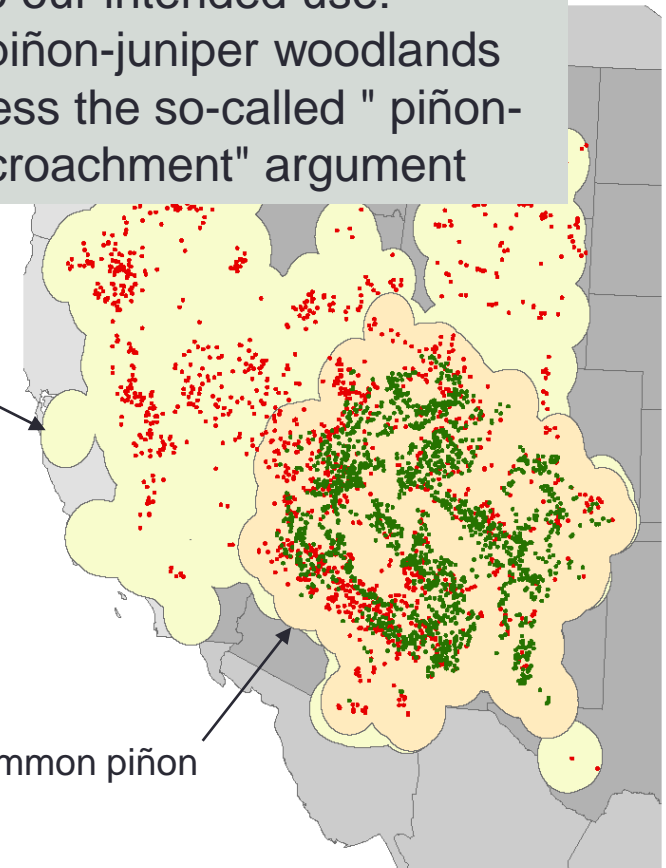 our intended use.
piñon-juniper woodlands
ess the so-called " piñon-
croachment" argument
mmon piñon